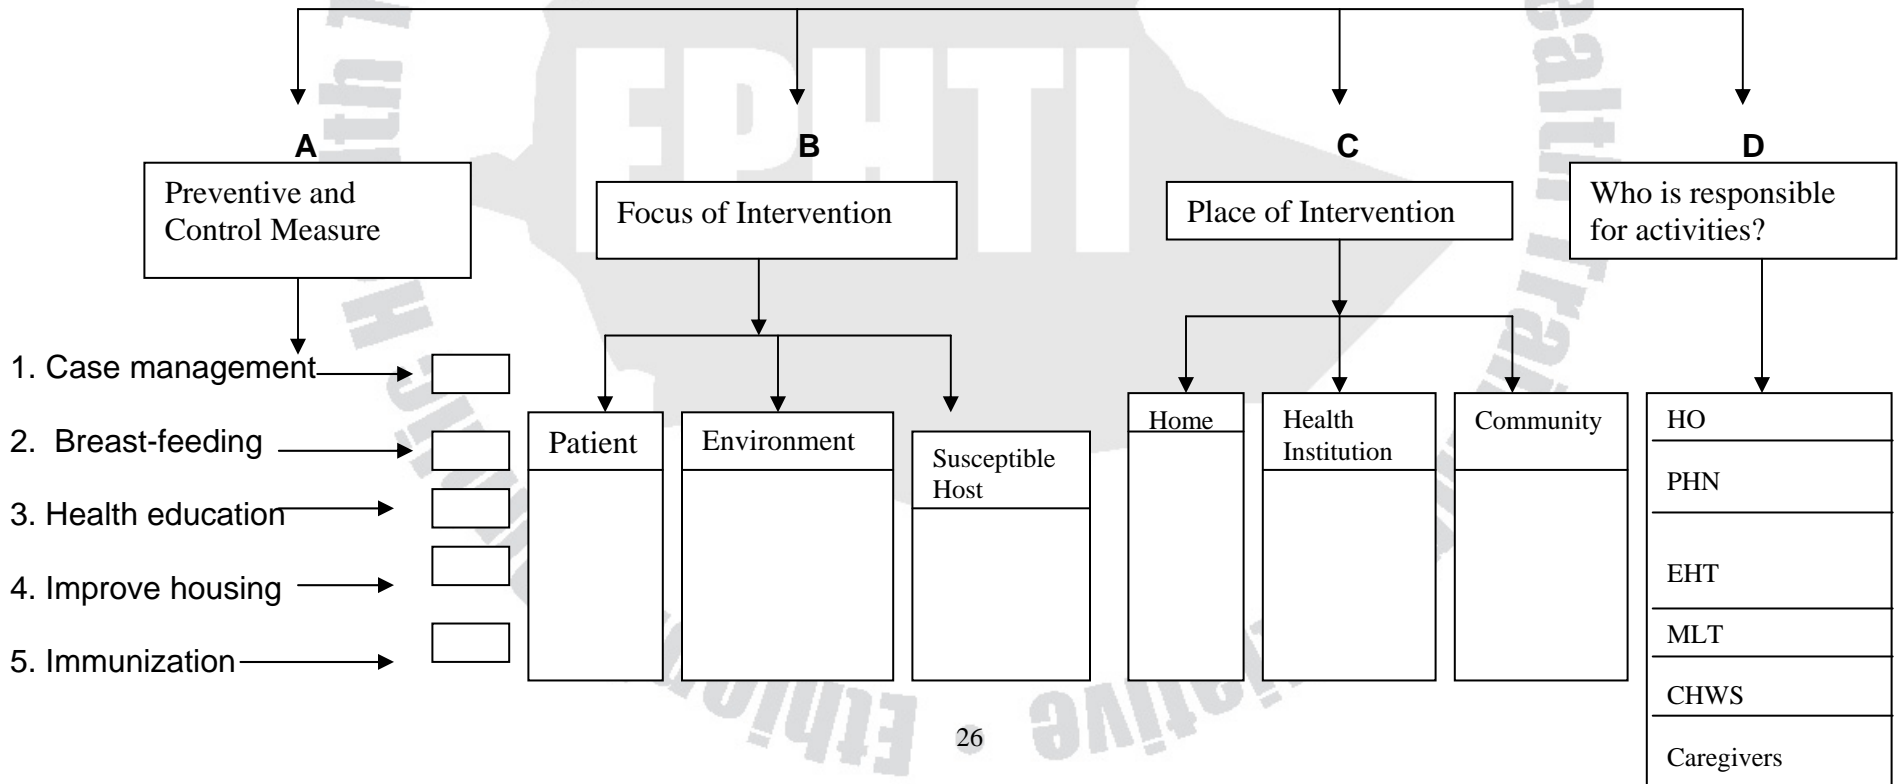 EPHTI
A
B
C
D
Preventive and
Control Measure
Focus of Intervention
Place of Intervention
Who is responsible
for activities?
1. Case management
2. Breast-feeding
3. Health education
4. Improve housing
5. Immunization
Patient
Environment
Susceptible
Host
Home
Health
Institution
Community
HO
PHN
EHT
MLT
CHWS
Caregivers
26